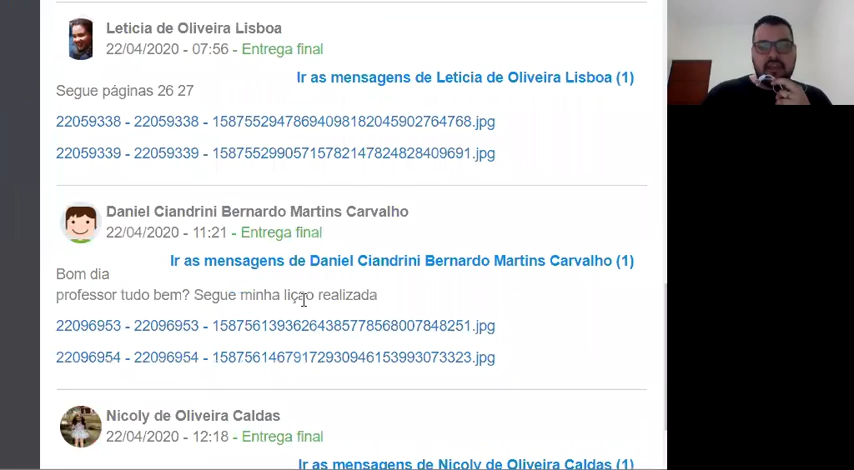 Leticia de Oliveira Lisboa
22/04/2020 - 07:56 - Entrega final
Ir as mensagens de Leticia de Oliveira Lisboa (1)
Segue páginas 26 27
22059338 - 22059338 - 15875529478694098182045902764768.jpg
22059339 - 22059339 - 15875529905715782147824828409691.jpg
Daniel Ciandrini Bernardo Martins Carvalho
22/04/2020 - 11:21 - Entrega final
Ir as mensagens de Daniel Ciandrini Bernardo Martins Carvalho (1)
Bom dia
professor tudo bem? Segue minha lição realizada
22096953 - 22096953 - 15875613936264385778568007848251.jpg
22096954 - 22096954 - 15875614679172930946153993073323.jpg
Nicoly de Oliveira Caldas
22/04/2020 - 12:18 - Entrega final
Ir as mensagens de Nicoly de Oliveira Caldas (1)